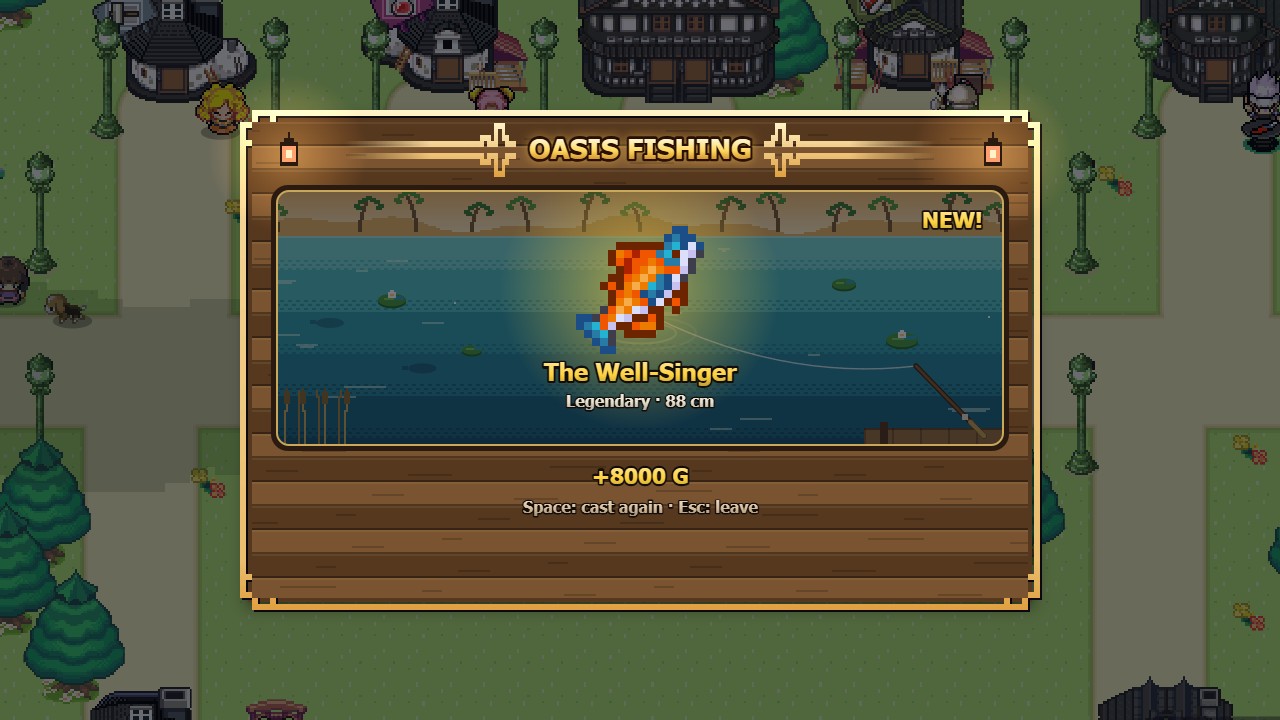 OASIS FISHING
NEW!
The Well-Singer
Legendary · 88 cm
+8000 G
Space: cast again · Esc: leave